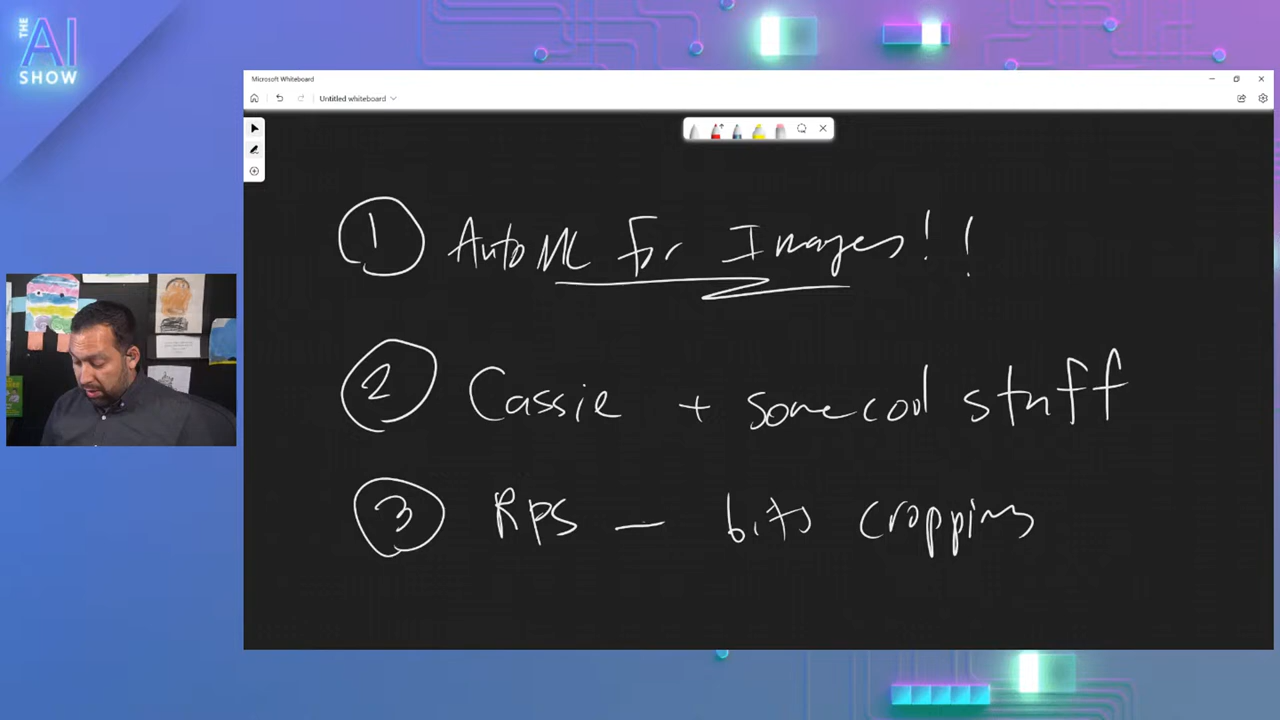 THE
AI
SHOW
Microsoft Whiteboard
Untitled whiteboard
1 AutoML for Images!!
2 Cassie + some cool stuff
3 Rps — bits cropping